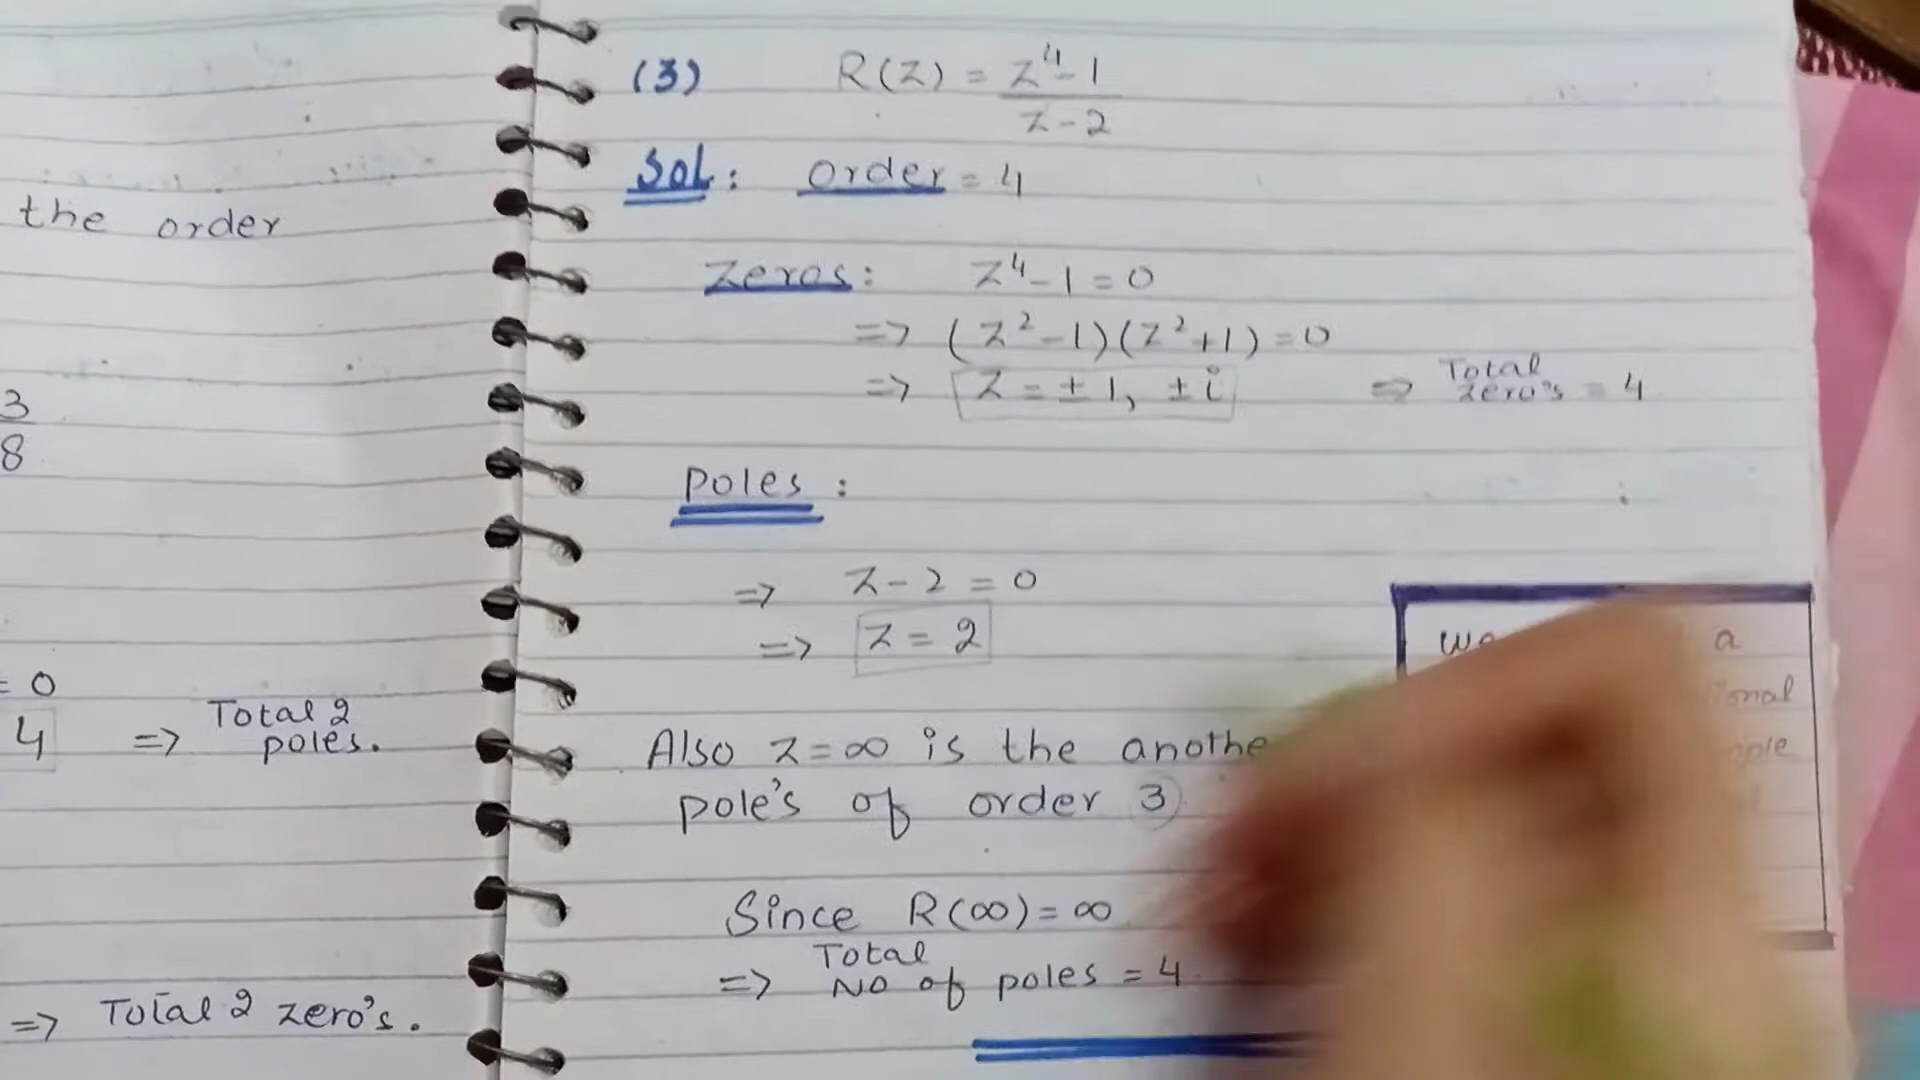 the order
3
8
= 0
4 => Total 2
poles.
=> Total 2 zero's.
(3) R(Z) = z⁴-1
z-2
Sol: order = 4
Zeros: z⁴-1=0
=> (z²-1)(z²+1)=0
=> z = ±1, ±i => Total
zero's = 4
Poles :
=> z-2 = 0
=> z = 2
Also z=∞ is the
pole's of order 3
Since R(∞)=∞
=> Total
NO of poles = 4
a